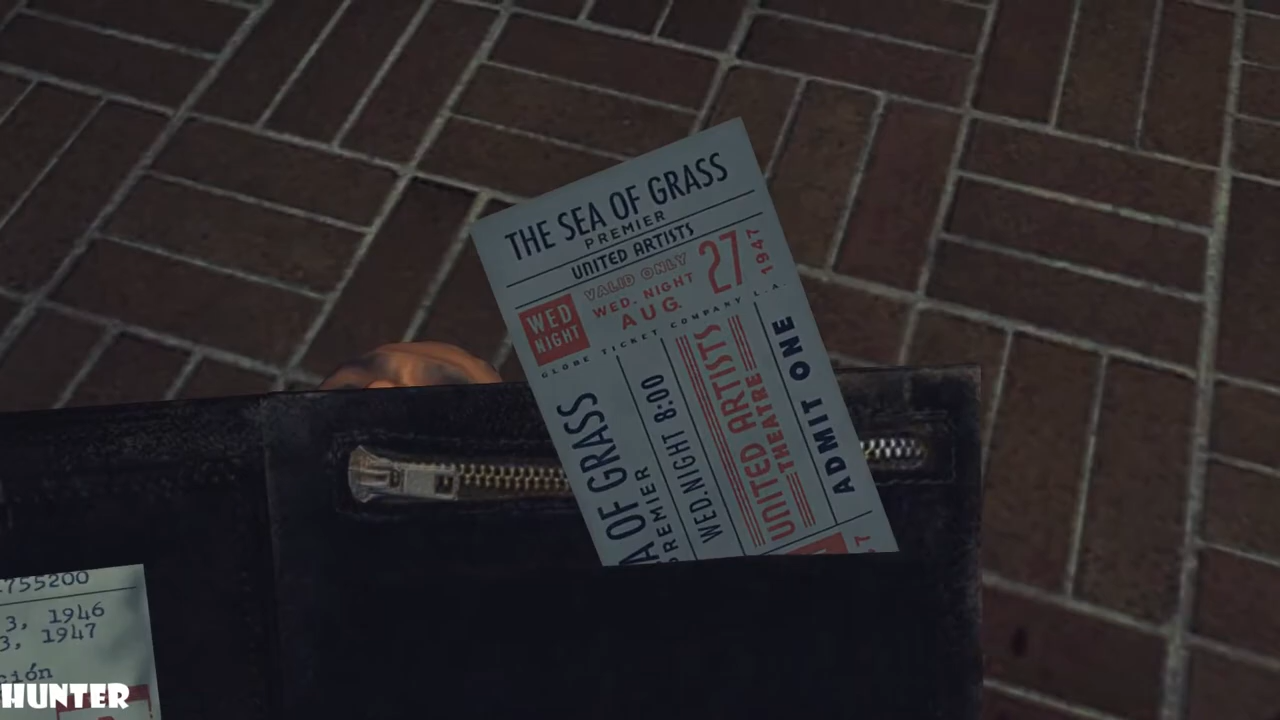 THE SEA OF GRASS
PREMIER
UNITED ARTISTS
WED
NIGHT
VALID ONLY
WED. NIGHT
AUG.
27
1947
GLOBE TICKET COMPANY L.A.
A OF GRASS
PREMIER
WED.NIGHT 8:00
UNITED ARTISTS
THEATRE
ADMIT ONE
7
755200
3, 1946
3, 1947
ción
HUNTER